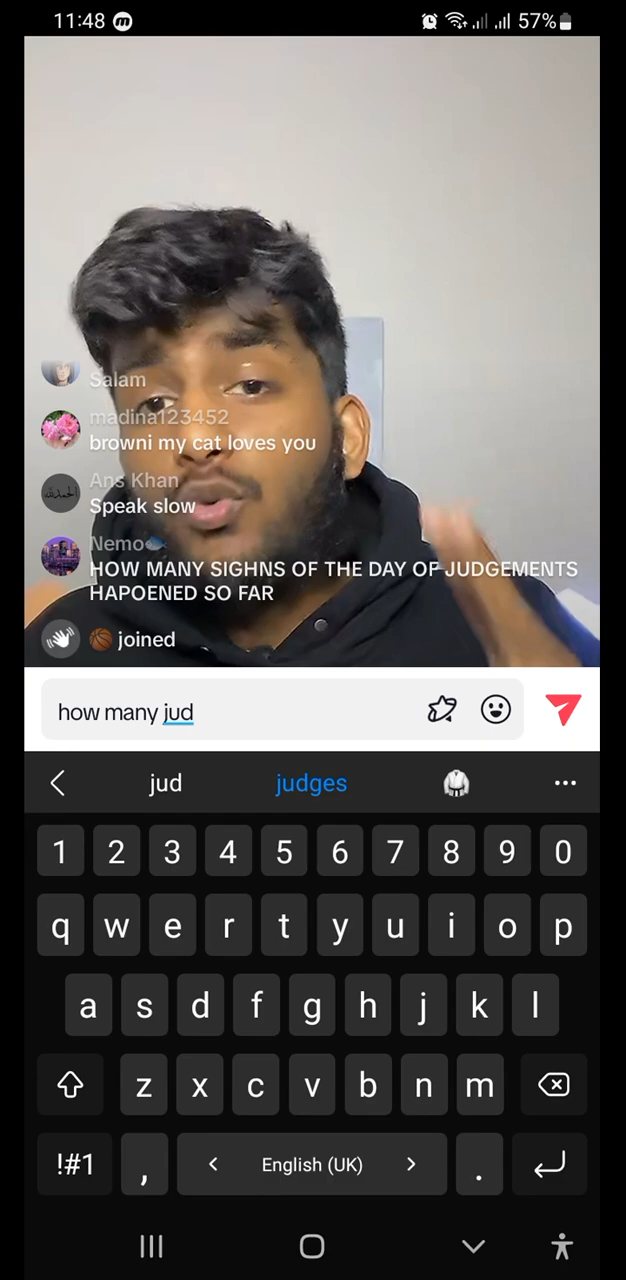 11:48
57%
Salam
madina123452
browni my cat loves you
Ans Khan
Speak slow
Nemo🐟
HOW MANY SIGHNS OF THE DAY OF JUDGEMENTS
HAPOENED SO FAR
🏀 joined
how many jud
jud judges 🥋 ...
1 2 3 4 5 6 7 8 9 0
q w e r t y u i o p
a s d f g h j k l
z x c v b n m
!#1 , < English (UK) > .